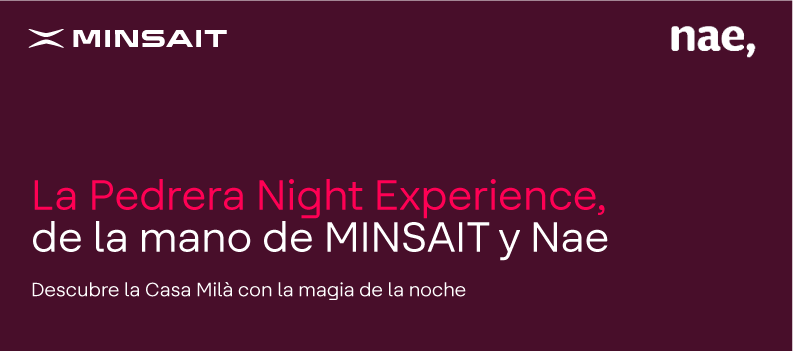 MINSAIT
nae,
La Pedrera Night Experience,
de la mano de MINSAIT y Nae
Descubre la Casa Milà con la magia de la noche